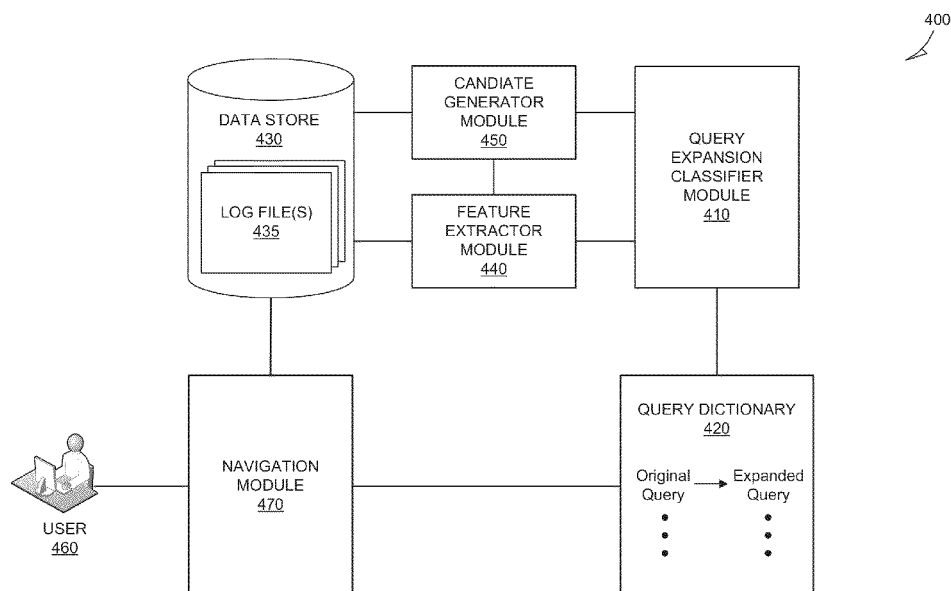 400
DATA STORE
430
LOG FILE(S)
435
CANDIATE
GENERATOR
MODULE
450
FEATURE
EXTRACTOR
MODULE
440
QUERY
EXPANSION
CLASSIFIER
MODULE
410
USER
460
NAVIGATION
MODULE
470
QUERY DICTIONARY
420
Original Expanded
Query Query